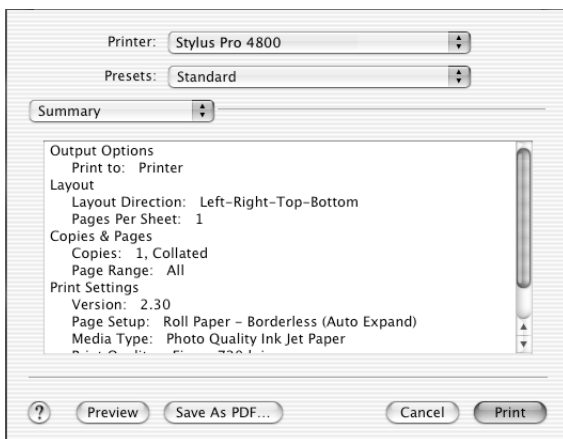 Printer: Stylus Pro 4800
Presets: Standard
Summary
Output Options
Print to: Printer
Layout
Layout Direction: Left-Right-Top-Bottom
Pages Per Sheet: 1
Copies & Pages
Copies: 1, Collated
Page Range: All
Print Settings
Version: 2.30
Page Setup: Roll Paper - Borderless (Auto Expand)
Media Type: Photo Quality Ink Jet Paper
? Preview Save As PDF... Cancel Print